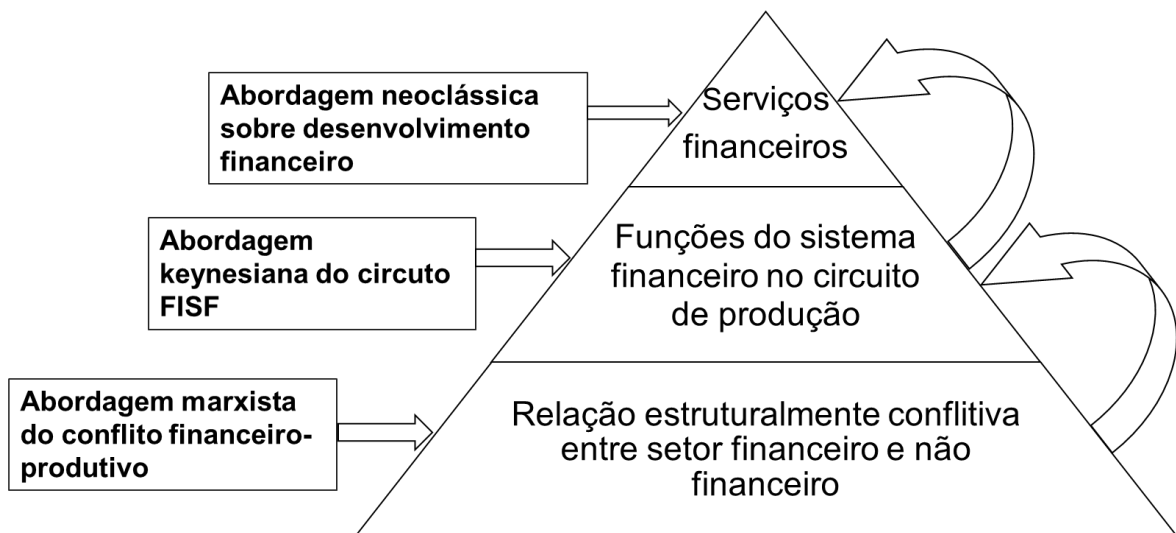 Abordagem neoclássica
sobre desenvolvimento
financeiro
Serviços
financeiros
Abordagem
keynesiana do circuto
FISF
Funções do sistema
financeiro no circuito
de produção
Abordagem marxista
do conflito financeiro-
produtivo
Relação estruturalmente conflitiva
entre setor financeiro e não
financeiro